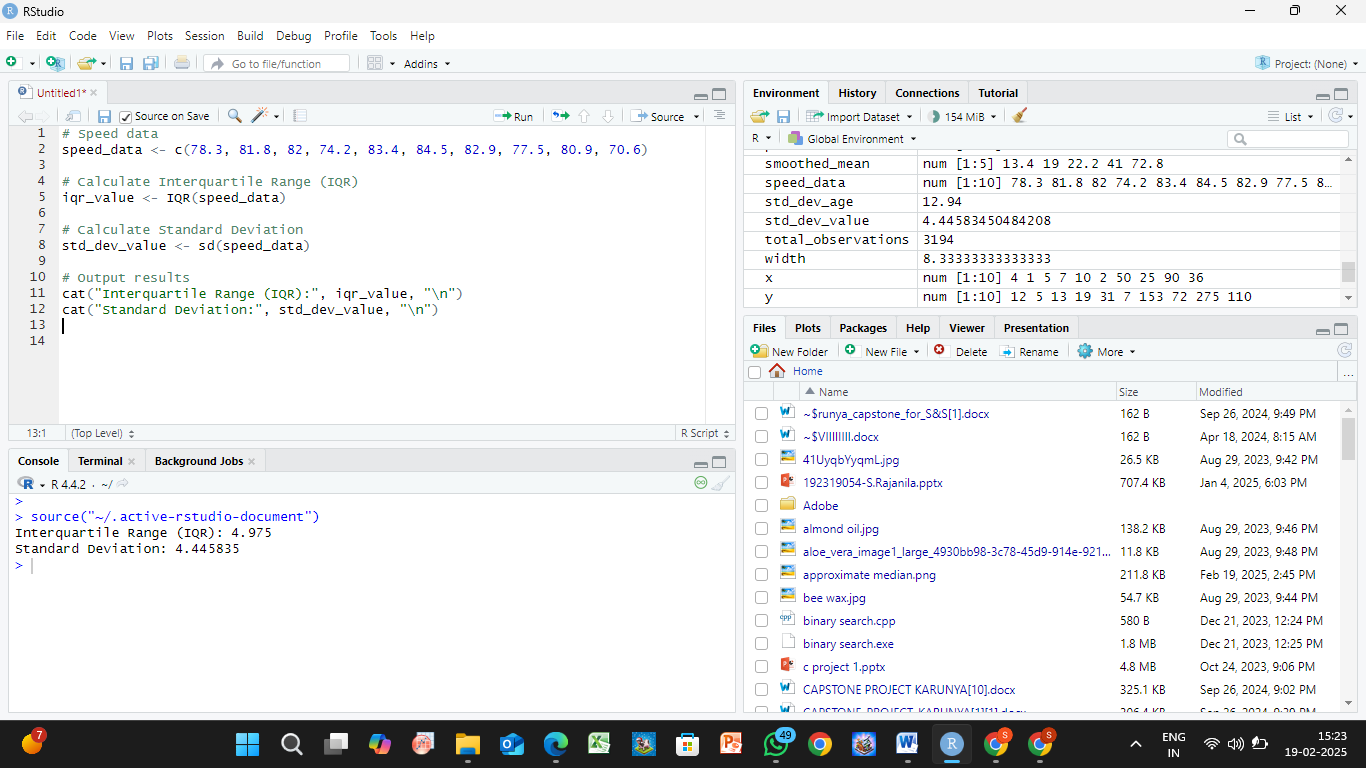 RStudio
File Edit Code View Plots Session Build Debug Profile Tools Help
Go to file/function Addins Project: (None)
Untitled1*
Source on Save Run Source
1 # Speed data
2 speed_data <- c(78.3, 81.8, 82, 74.2, 83.4, 84.5, 82.9, 77.5, 80.9, 70.6)
3
4 # Calculate Interquartile Range (IQR)
5 iqr_value <- IQR(speed_data)
6
7 # Calculate Standard Deviation
8 std_dev_value <- sd(speed_data)
9
10 # Output results
11 cat("Interquartile Range (IQR):", iqr_value, "\n")
12 cat("Standard Deviation:", std_dev_value, "\n")
13
14
13:1 (Top Level) R Script
Console Terminal Background Jobs
R 4.4.2 · ~/
>
> source("~/.active-rstudio-document")
Interquartile Range (IQR): 4.975
Standard Deviation: 4.445835
>
Environment History Connections Tutorial
Import Dataset 154 MiB List
R Global Environment
smoothed_mean num [1:5] 13.4 19 22.2 41 72.8
speed_data num [1:10] 78.3 81.8 82 74.2 83.4 84.5 82.9 77.5 8…
std_dev_age 12.94
std_dev_value 4.44583450484208
total_observations 3194
width 8.33333333333333
x num [1:10] 4 1 5 7 10 2 50 25 90 36
y num [1:10] 12 5 13 19 31 7 153 72 275 110
Files Plots Packages Help Viewer Presentation
New Folder New File Delete Rename More
Home ...
Name Size Modified
~$runya_capstone_for_S&S[1].docx 162 B Sep 26, 2024, 9:49 PM
162 B Apr 18, 2024, 8:15 AM
41UyqbYyqmL.jpg 26.5 KB Aug 29, 2023, 9:42 PM
192319054-S.Rajanila.pptx 707.4 KB Jan 4, 2025, 6:03 PM
Adobe
almond oil.jpg 138.2 KB Aug 29, 2023, 9:46 PM
aloe_vera_image1_large_4930bb98-3c78-45d9-914e-921... 11.8 KB Aug 29, 2023, 9:48 PM
approximate median.png 211.8 KB Feb 19, 2025, 2:45 PM
bee wax.jpg 54.7 KB Aug 29, 2023, 9:44 PM
binary search.cpp 580 B Dec 21, 2023, 12:24 PM
binary search.exe 1.8 MB Dec 21, 2023, 12:25 PM
c project 1.pptx 4.8 MB Oct 24, 2023, 9:06 PM
CAPSTONE PROJECT KARUNYA[10].docx 325.1 KB Sep 26, 2024, 9:02 PM
7
49
ENG
IN
15:23
19-02-2025